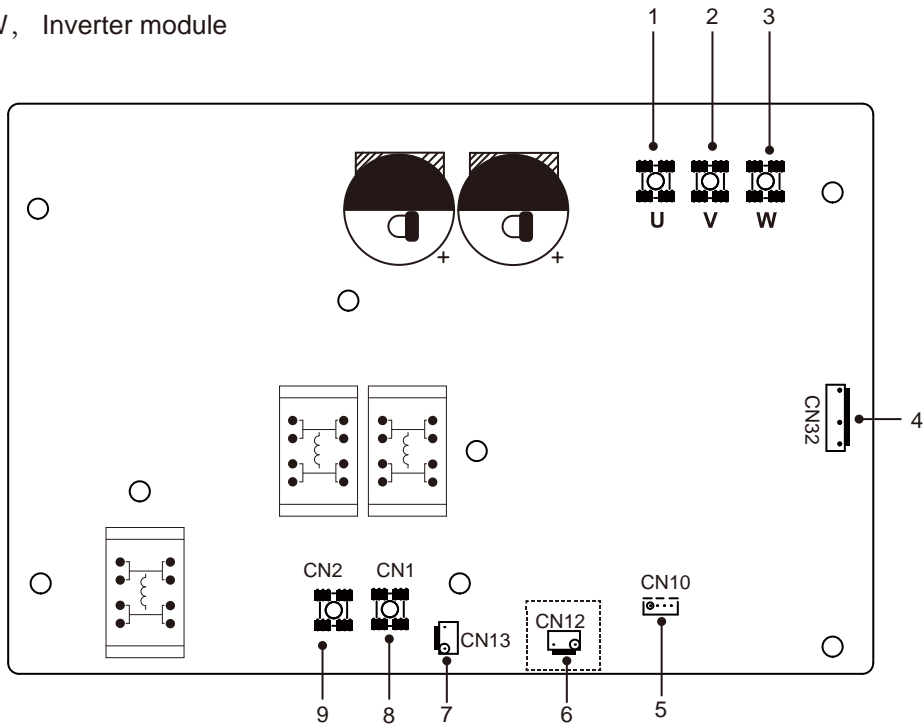 Inverter module
1 2 3
+ +
U V W
CN32
4
CN2 CN1
CN10
CN12
CN13
9 8 7 6 5